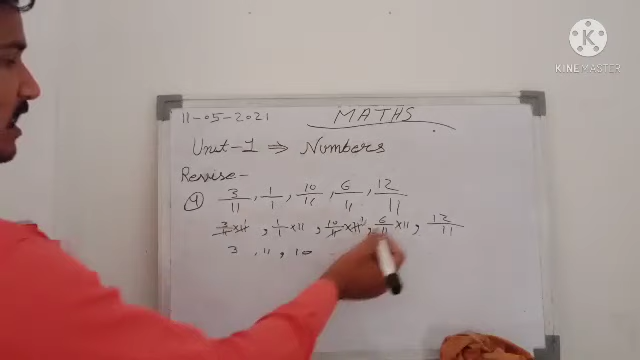 11-05-2021 MATHS
Unit-1 ⇒ Numbers
Revise:-
9) 3/11, 1/1, 10/11, 6/11, 12/11
3/11 × 11, 1/1 × 11, 10/11 × 11, 6/11 × 11, 12/11
3, 11, 10
K
KINEMASTER